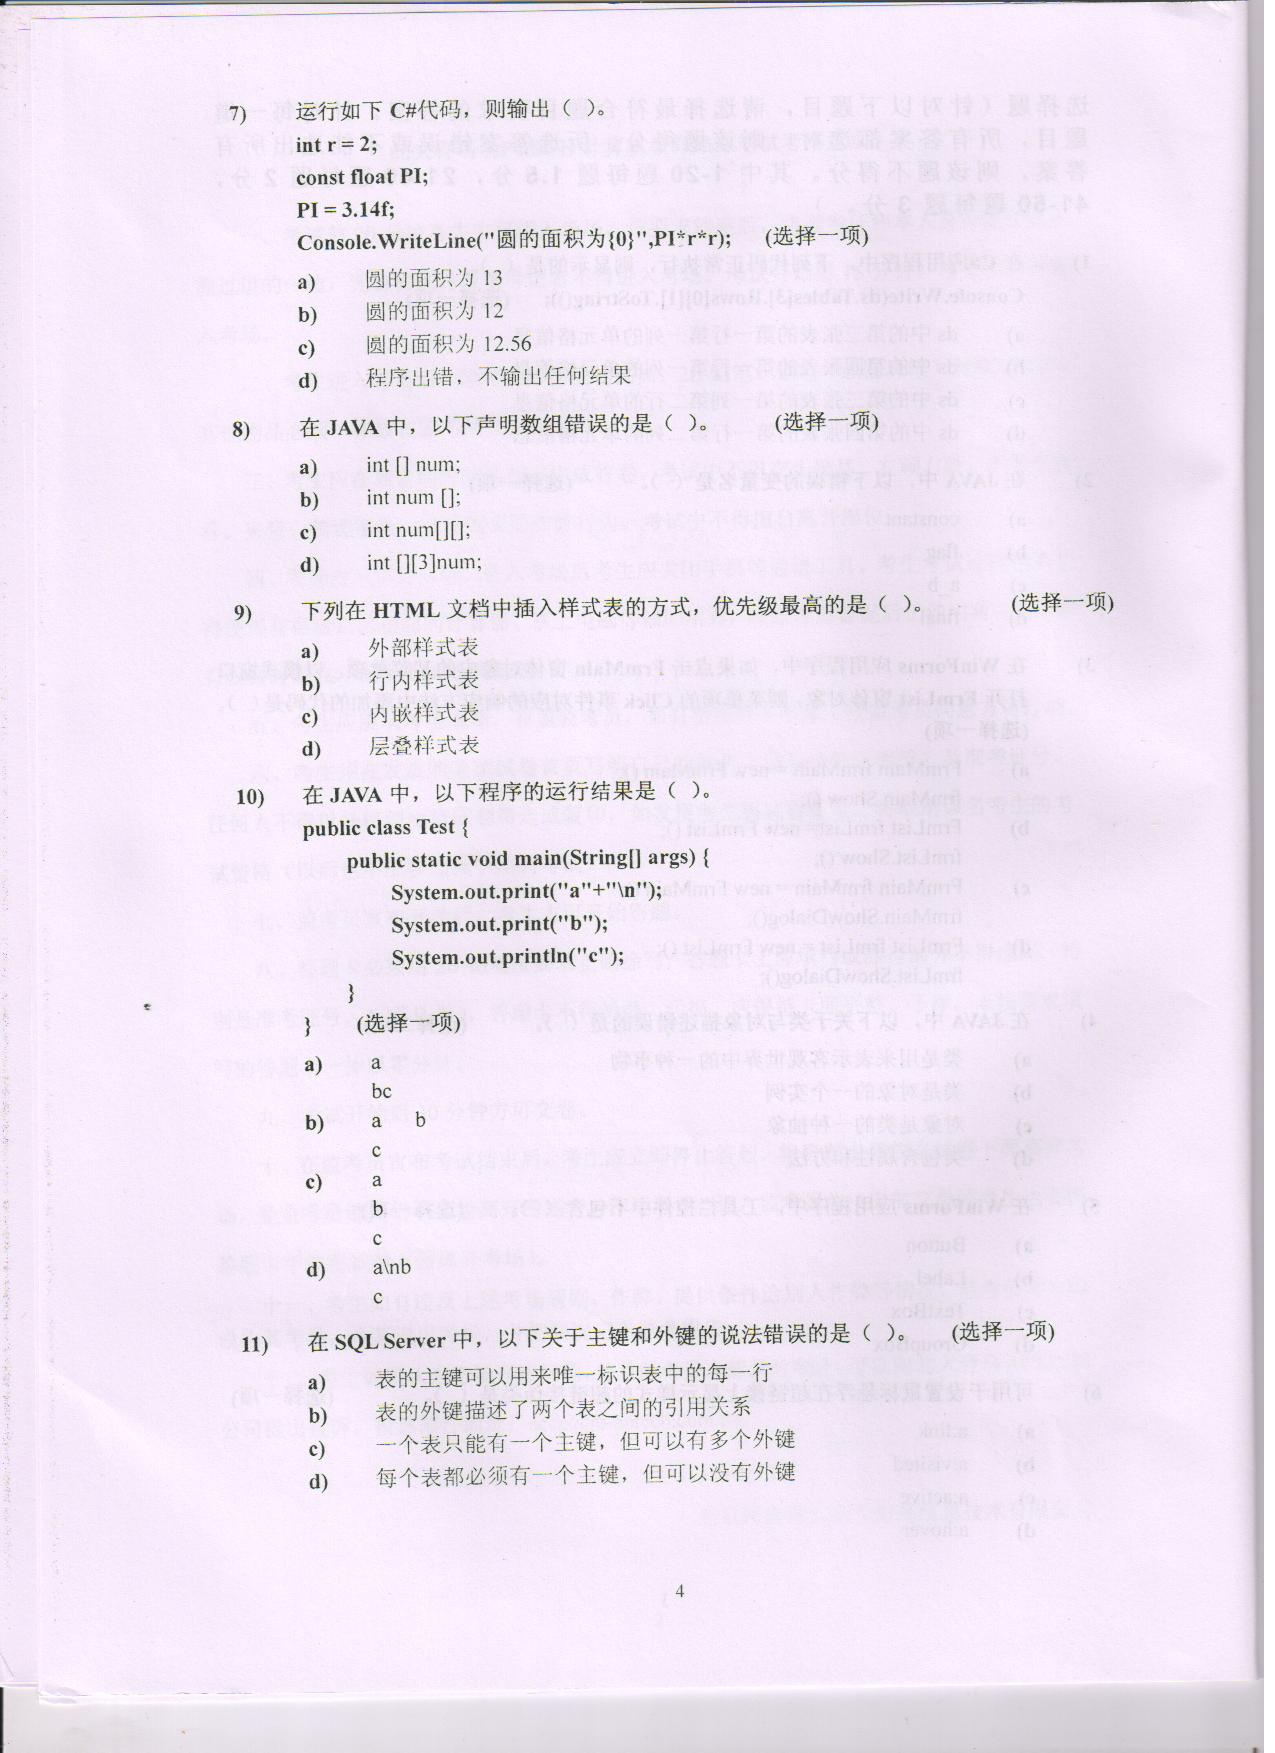 7) 运行如下 C#代码，则输出（ ）。
int r = 2;
const float PI;
PI = 3.14f;
Console.WriteLine("圆的面积为{0}",PI*r*r); (选择一项)
a) 圆的面积为 13
b) 圆的面积为 12
c) 圆的面积为 12.56
d) 程序出错，不输出任何结果
8) 在 JAVA 中，以下声明数组错误的是（ ）。 (选择一项)
a) int [] num;
b) int num [];
c) int num[][];
d) int [][3]num;
9) 下列在 HTML 文档中插入样式表的方式，优先级最高的是（ ）。 (选择一项)
a) 外部样式表
b) 行内样式表
c) 内嵌样式表
d) 层叠样式表
10) 在 JAVA 中，以下程序的运行结果是（ ）。
public class Test {
public static void main(String[] args) {
System.out.print("a"+"\n");
System.out.print("b");
System.out.println("c");
}
} (选择一项)
a) a
bc
b) a b
c
c) a
b
c
d) a\nb
c
11) 在 SQL Server 中，以下关于主键和外键的说法错误的是（ ）。 (选择一项)
a) 表的主键可以用来唯一标识表中的每一行
b) 表的外键描述了两个表之间的引用关系
c) 一个表只能有一个主键，但可以有多个外键
d) 每个表都必须有一个主键，但可以没有外键
4